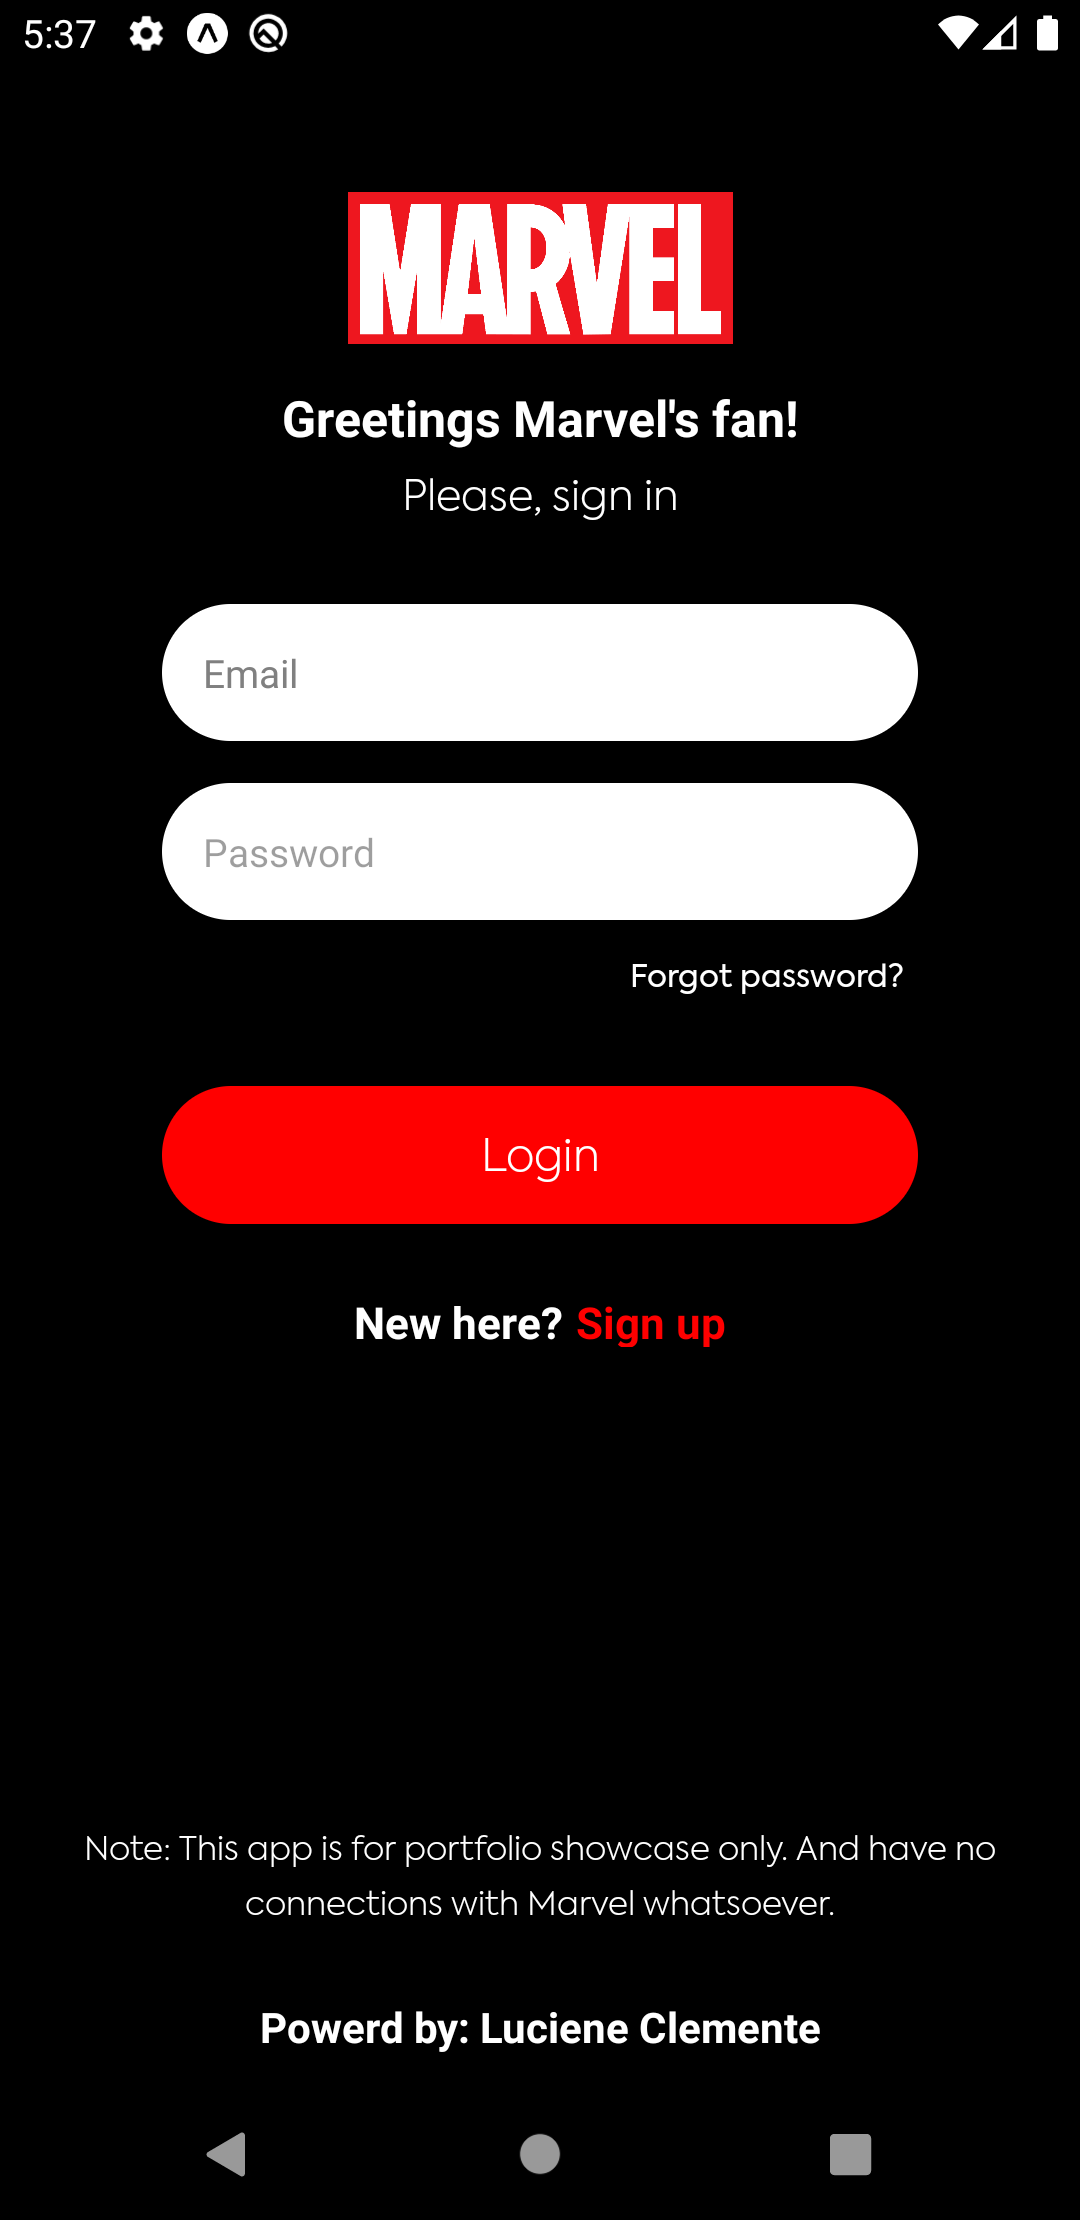 5:37
MARVEL
Greetings Marvel's fan!
Please, sign in
Email
Password
Forgot password?
Login
New here? Sign up
Note: This app is for portfolio showcase only. And have no
connections with Marvel whatsoever.
Powerd by: Luciene Clemente